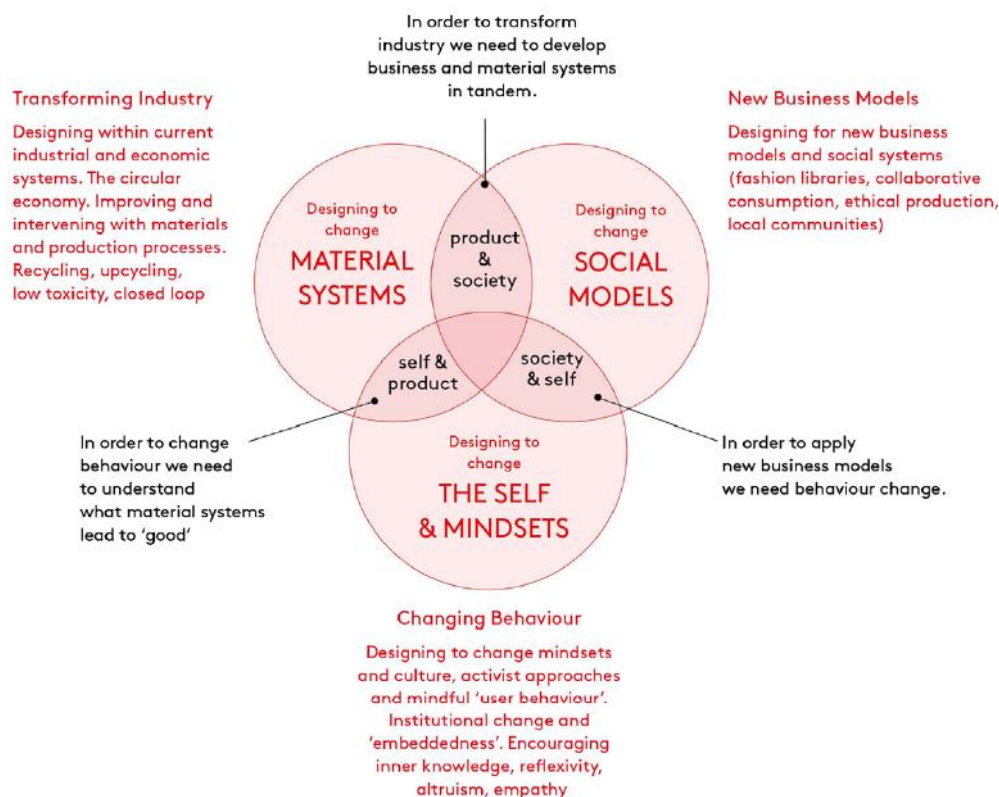 In order to transform
industry we need to develop
business and material systems
in tandem.
Transforming Industry
Designing within current
industrial and economic
systems. The circular
economy. Improving and
intervening with materials
and production processes.
Recycling, upcycling,
low toxicity, closed loop
New Business Models
Designing for new business
models and social systems
(fashion libraries, collaborative
consumption, ethical production,
local communities)
Designing to
change
MATERIAL
SYSTEMS
product
&
society
Designing to
change
SOCIAL
MODELS
self &
product
society
& self
In order to change
behaviour we need
to understand
what material systems
lead to ‘good’
Designing to
change
THE SELF
& MINDSETS
In order to apply
new business models
we need behaviour change.
Changing Behaviour
Designing to change mindsets
and culture, activist approaches
and mindful ‘user behaviour’.
Institutional change and
‘embeddedness’. Encouraging
inner knowledge, reflexivity,
altruism, empathy